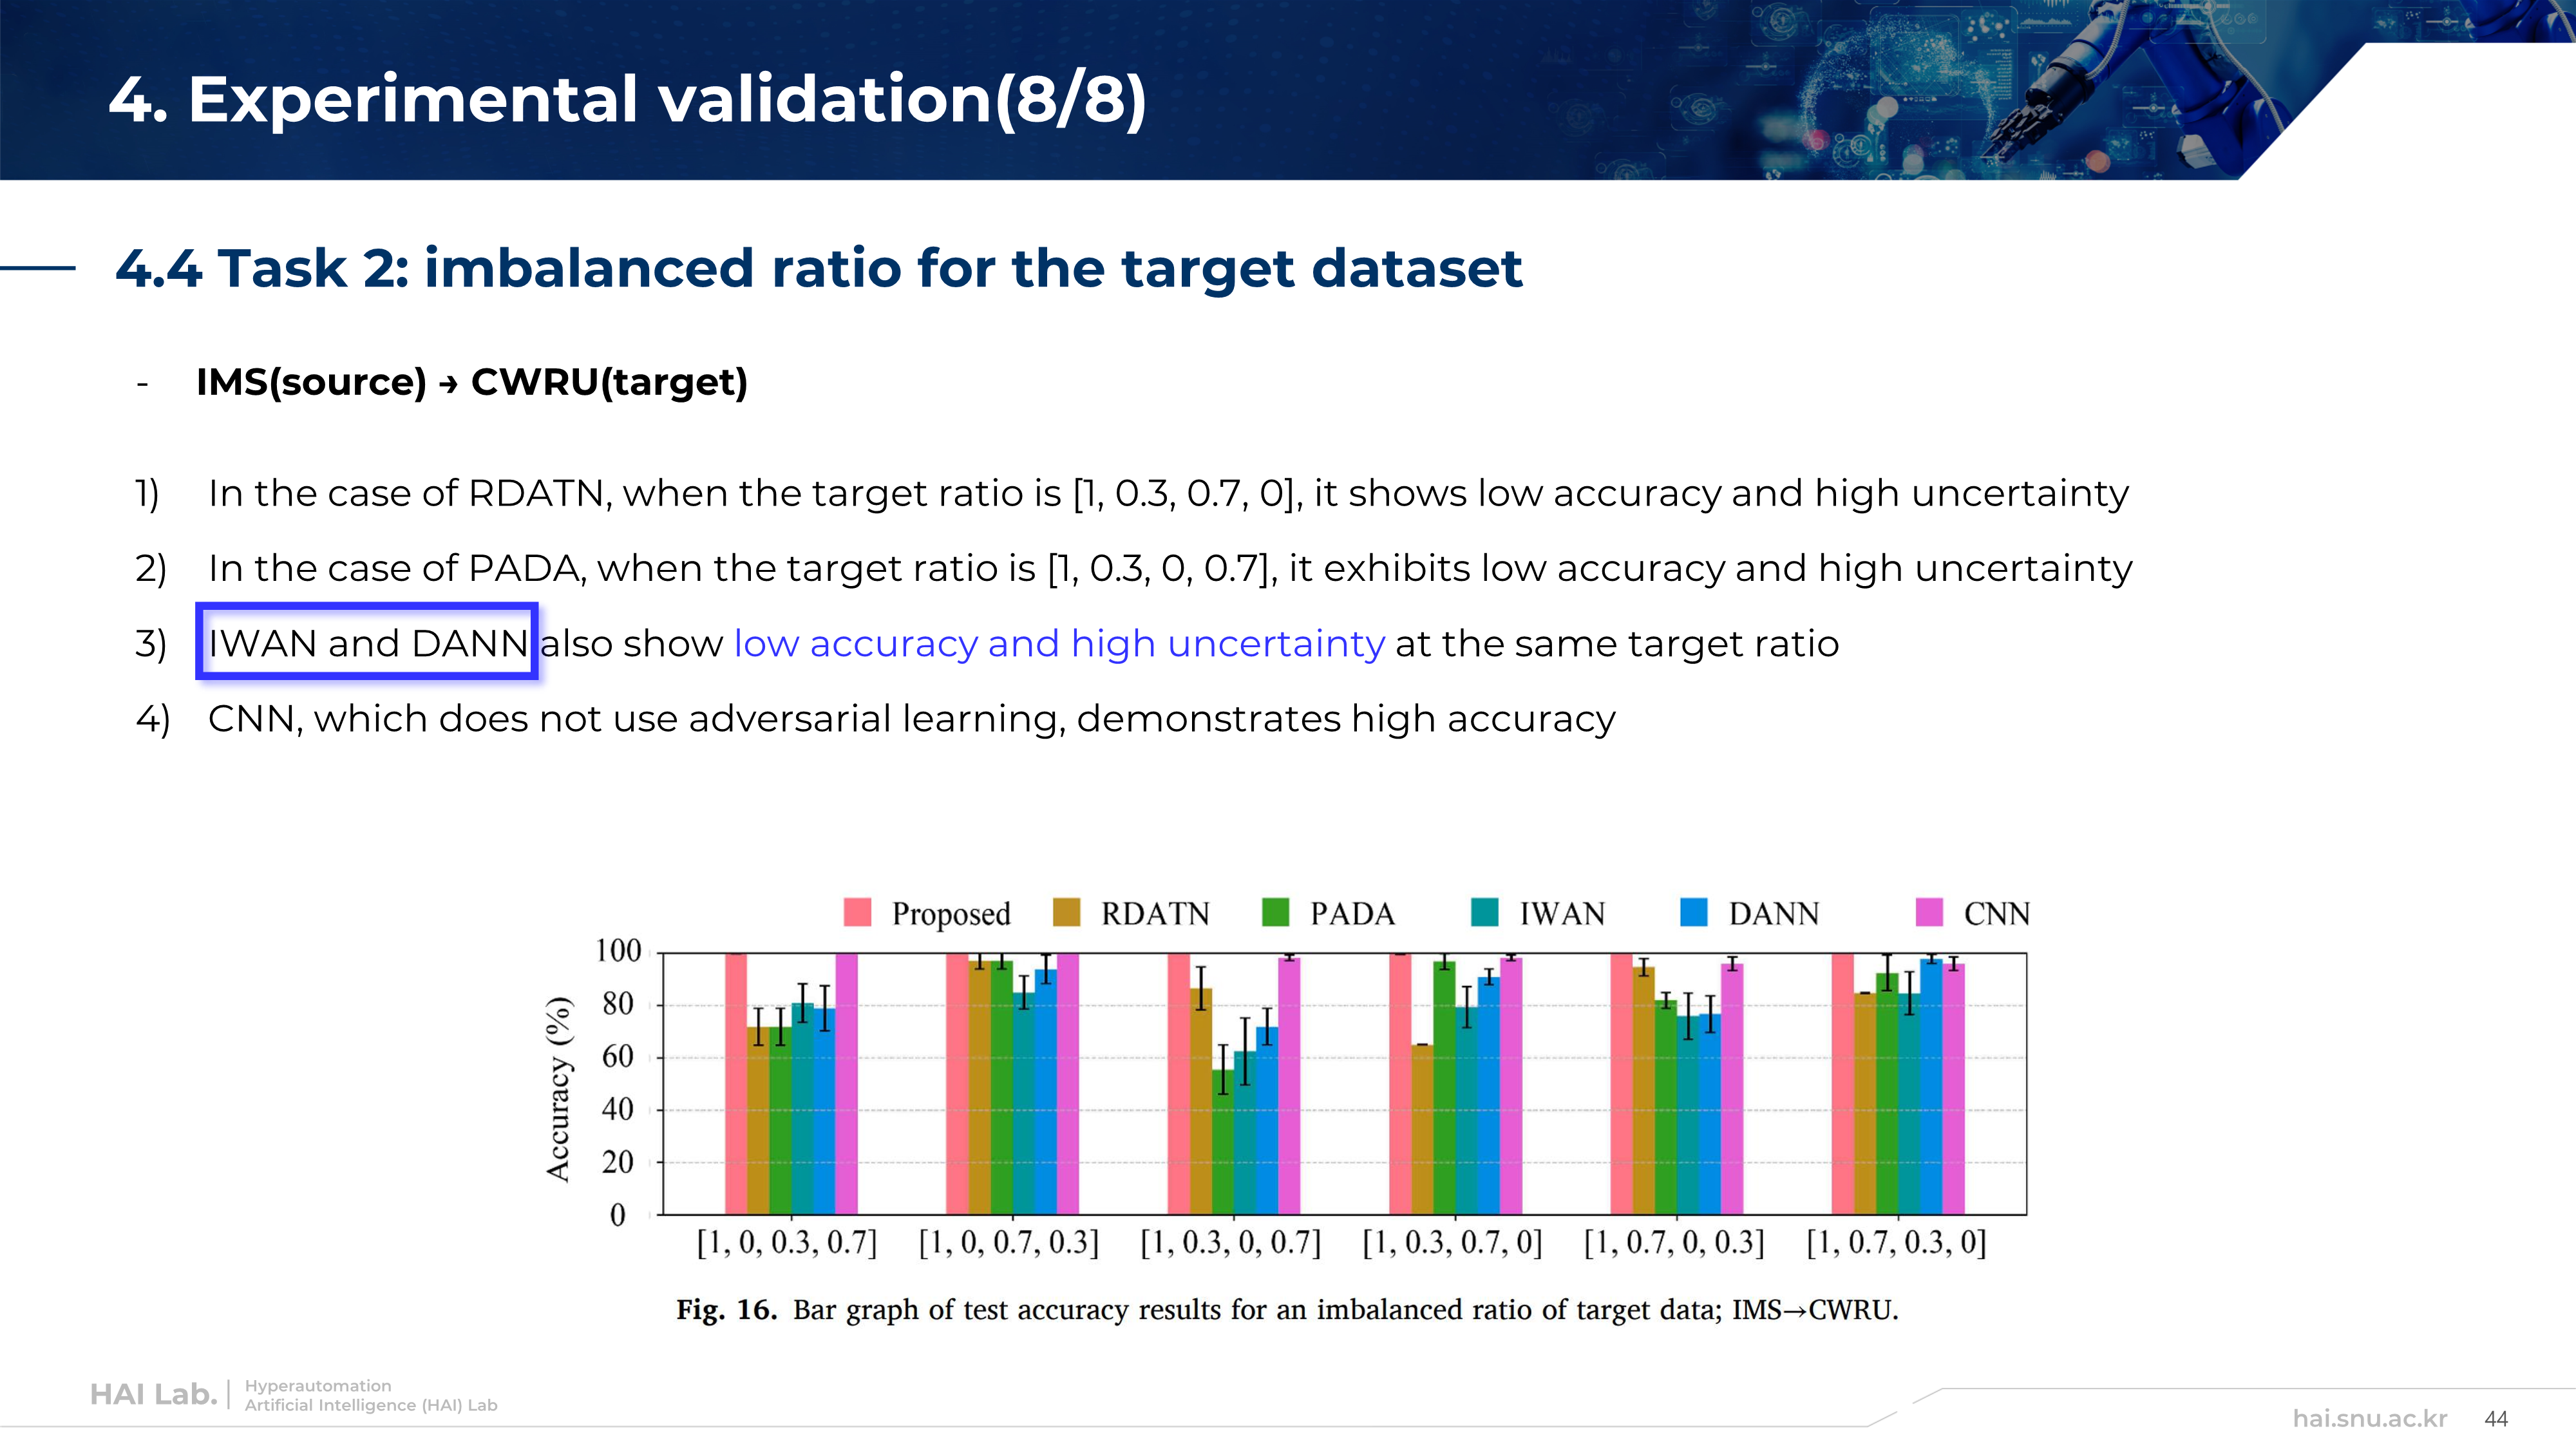 4. Experimental validation(8/8)
4.4 Task 2: imbalanced ratio for the target dataset
- IMS(source) → CWRU(target)
1) In the case of RDATN, when the target ratio is [1, 0.3, 0.7, 0], it shows low accuracy and high uncertainty
2) In the case of PADA, when the target ratio is [1, 0.3, 0, 0.7], it exhibits low accuracy and high uncertainty
3) IWAN and DANN also show low accuracy and high uncertainty at the same target ratio
4) CNN, which does not use adversarial learning, demonstrates high accuracy
Proposed RDATN PADA IWAN DANN CNN
Accuracy (%)
100
80
60
40
20
0
[1, 0, 0.3, 0.7] [1, 0, 0.7, 0.3] [1, 0.3, 0, 0.7] [1, 0.3, 0.7, 0] [1, 0.7, 0, 0.3] [1, 0.7, 0.3, 0]
Fig. 16. Bar graph of test accuracy results for an imbalanced ratio of target data; IMS→CWRU.
HAI Lab.
Hyperautomation
Artificial Intelligence (HAI) Lab
hai.snu.ac.kr 44